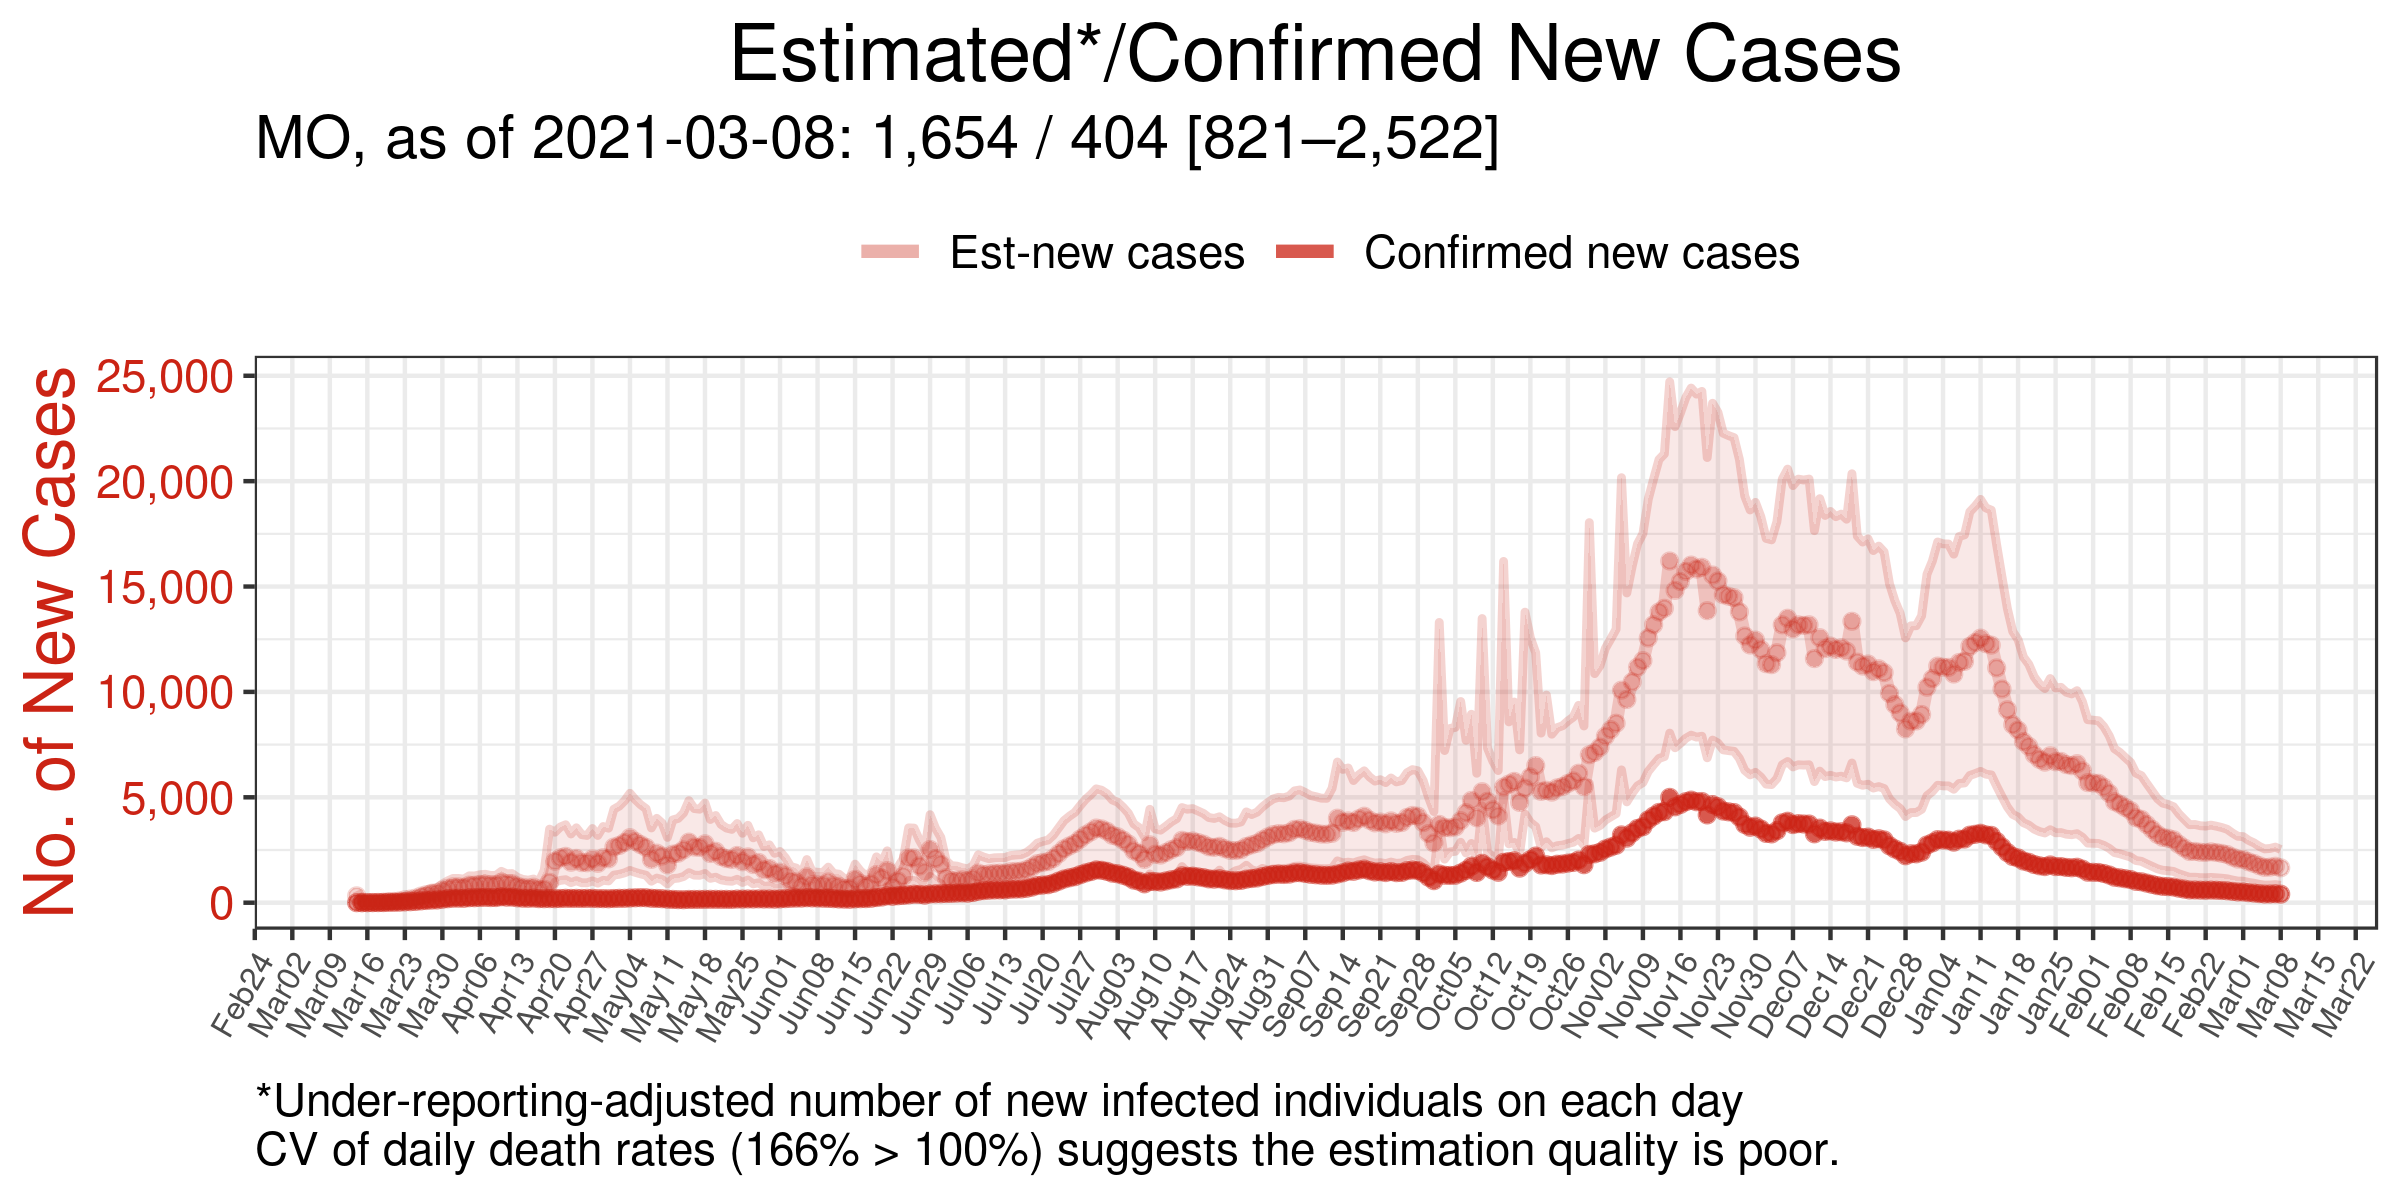 Estimated*/Confirmed New Cases
MO, as of 2021-03-08: 1,654 / 404 [821–2,522]
Est-new cases
Confirmed new cases
No. of New Cases
25,000
20,000
15,000
10,000
5,000
0
Feb24
Mar02
Mar09
Mar16
Mar23
Mar30
Apr06
Apr13
Apr20
Apr27
May04
May11
May18
May25
Jun01
Jun08
Jun15
Jun22
Jun29
Jul06
Jul13
Jul20
Jul27
Aug03
Aug10
Aug17
Aug24
Aug31
Sep07
Sep14
Sep21
Sep28
Oct05
Oct12
Oct19
Oct26
Nov02
Nov09
Nov16
Nov23
Nov30
Dec07
Dec14
Dec21
Dec28
Jan04
Jan11
Jan18
Jan25
Feb01
Feb08
Feb15
Feb22
Mar01
Mar08
Mar15
Mar22
*Under-reporting-adjusted number of new infected individuals on each day
CV of daily death rates (166% > 100%) suggests the estimation quality is poor.